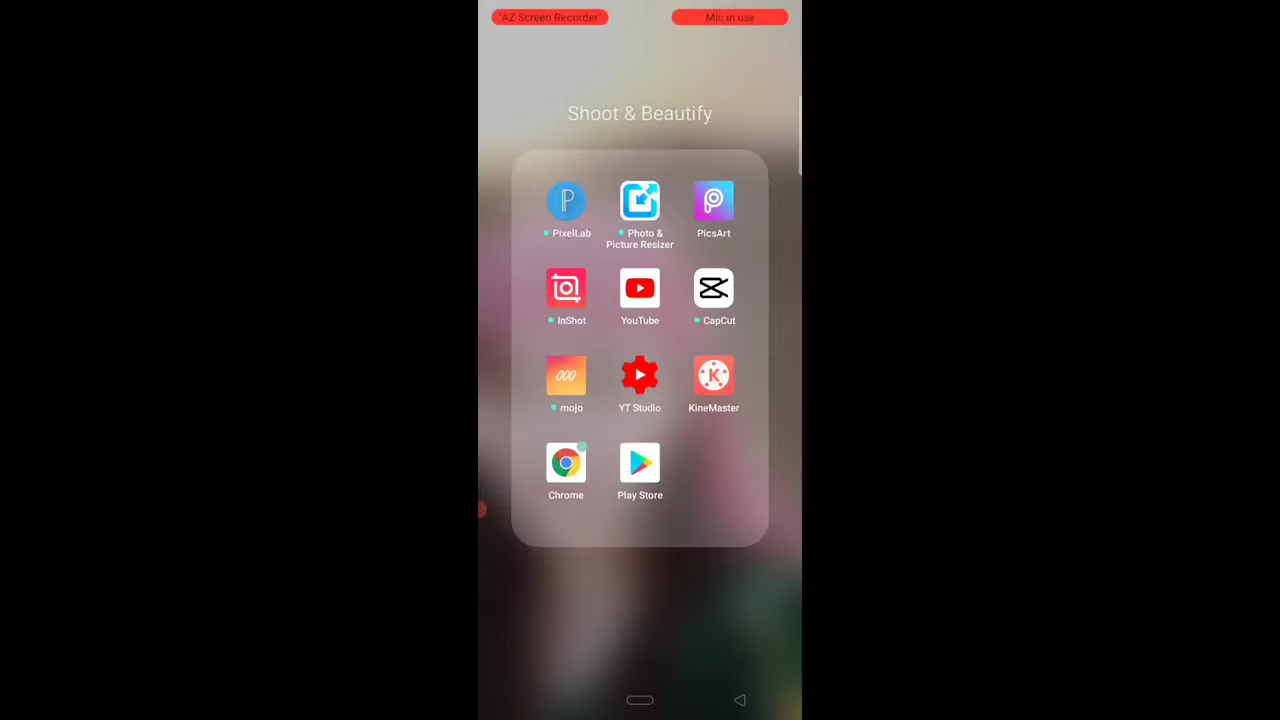 "AZ Screen Recorder"
Mic in use
Shoot & Beautify
PixelLab
Photo &
Picture Resizer
PicsArt
InShot
YouTube
CapCut
mojo
YT Studio
KineMaster
Chrome
Play Store